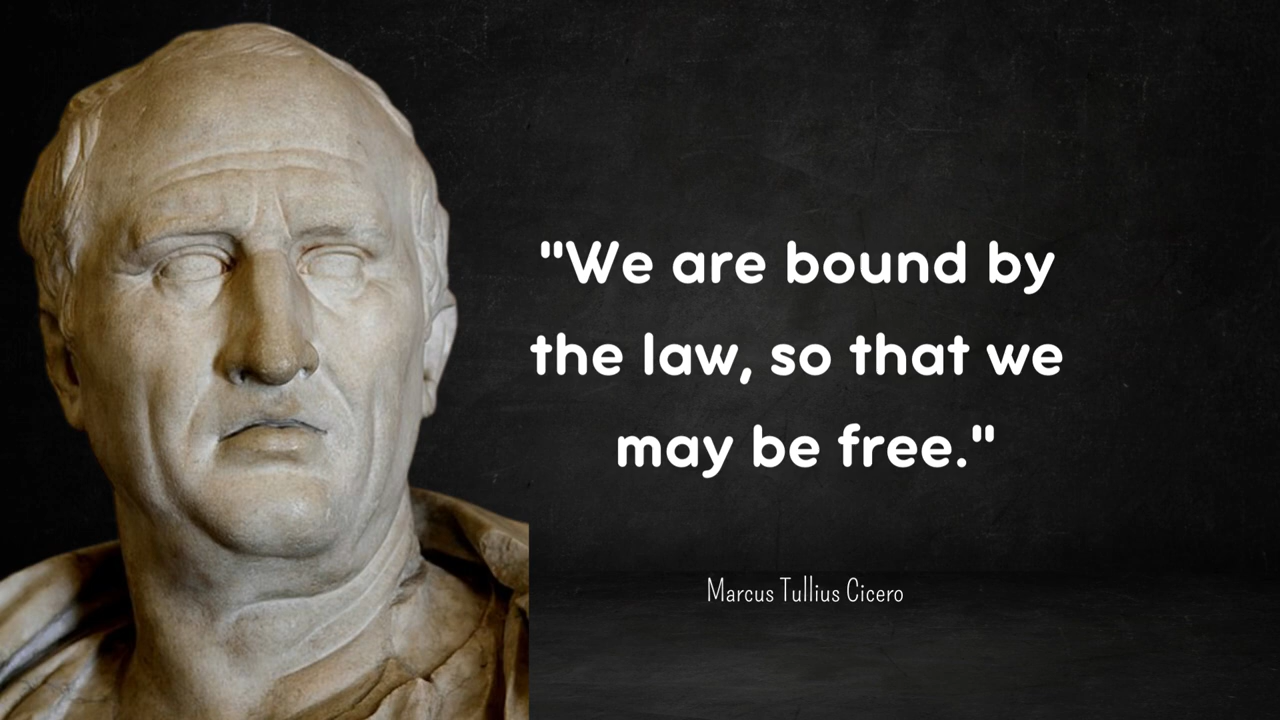 "We are bound by
the law, so that we
may be free."
Marcus Tullius Cicero